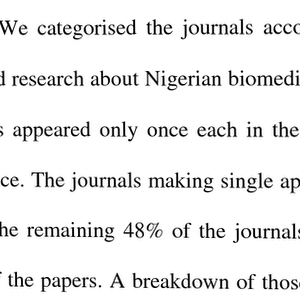 We categorised the journals acco
d research about Nigerian biomedi
s appeared only once each in the
ce. The journals making single ap
he remaining 48% of the journals
f the papers. A breakdown of those